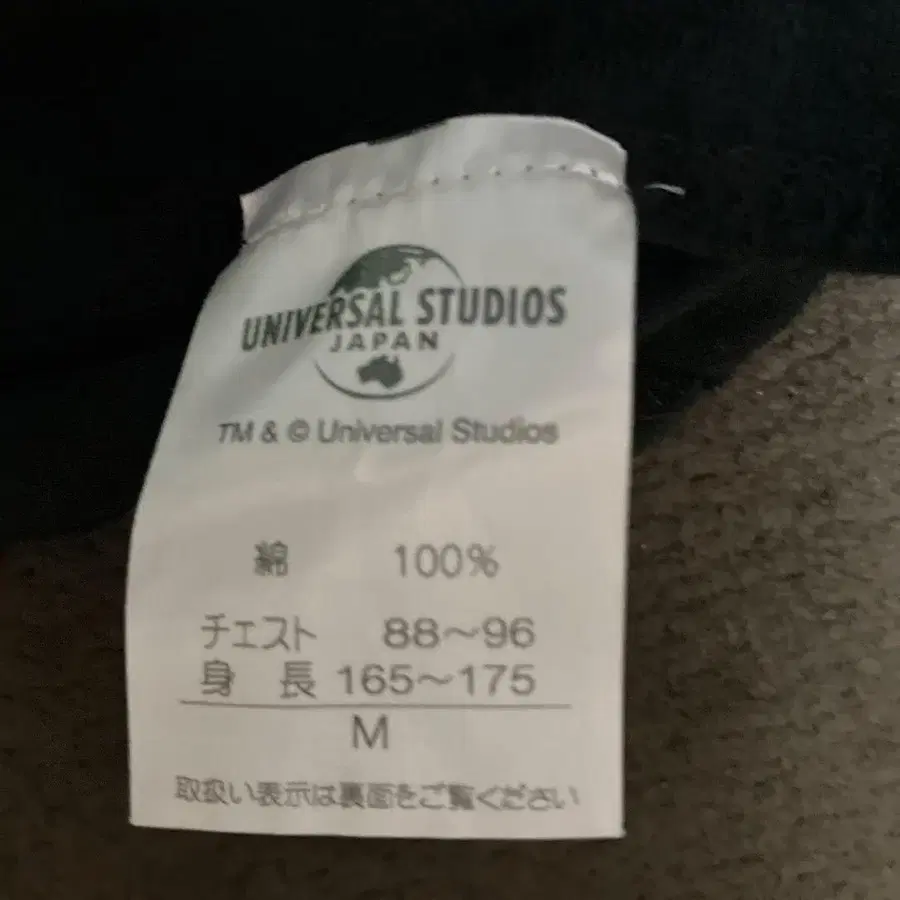 UNIVERSAL STUDIOS
JAPAN
TM & © Universal Studios
綿 100%
チェスト 88〜96
身 長 165〜175
M
取扱い表示は裏面をご覧ください